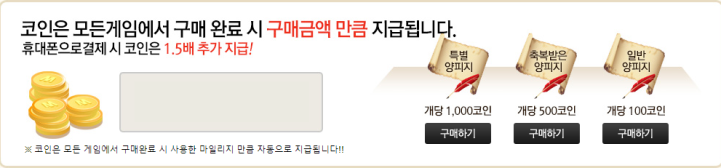 코인은 모든게임에서 구매 완료 시 구매금액 만큼 지급됩니다.
휴대폰으로결제 시 코인은 1.5배 추가 지급!
특별
양피지
개당 1,000코인
구매하기
축복받은
양피지
개당 500코인
구매하기
일반
양피지
개당 100코인
구매하기
※ 코인은 모든 게임에서 구매완료 시 사용한 마일리지 만큼 자동으로 지급됩니다!!